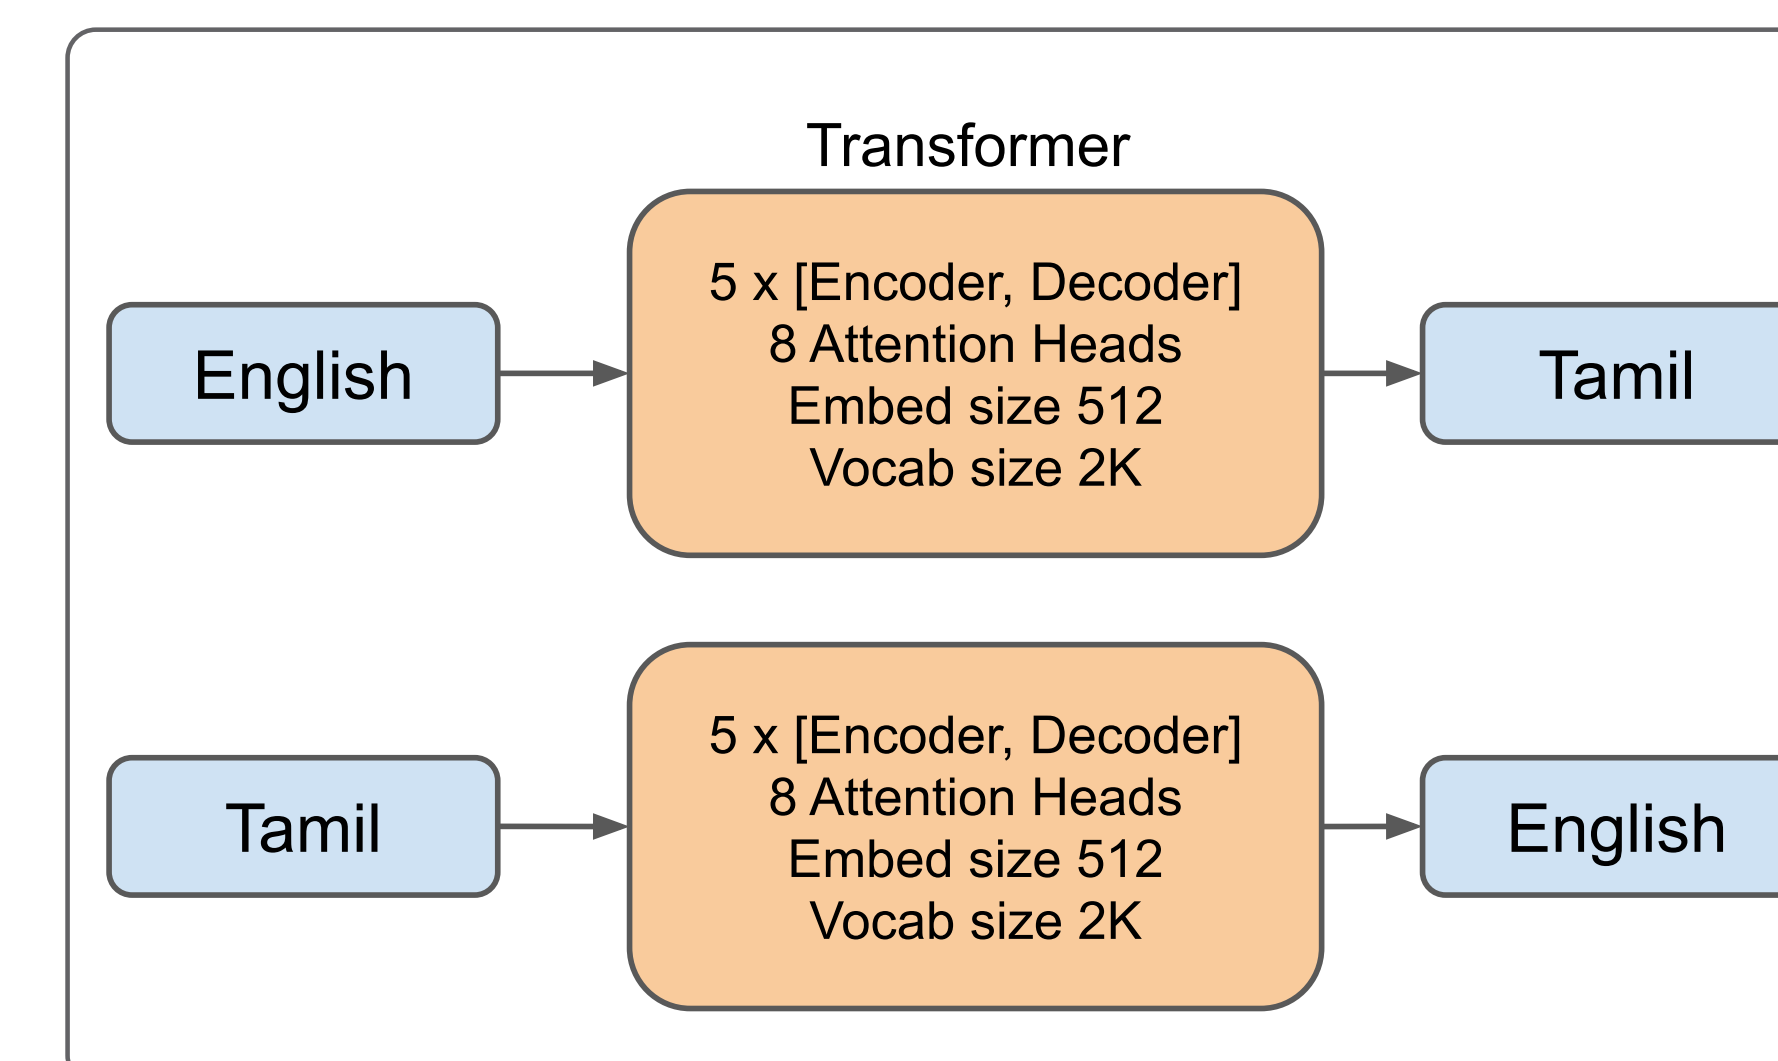 Transformer
5 x [Encoder, Decoder]
8 Attention Heads
Embed size 512
Vocab size 2K
English
Tamil
5 x [Encoder, Decoder]
8 Attention Heads
Embed size 512
Vocab size 2K
Tamil
English